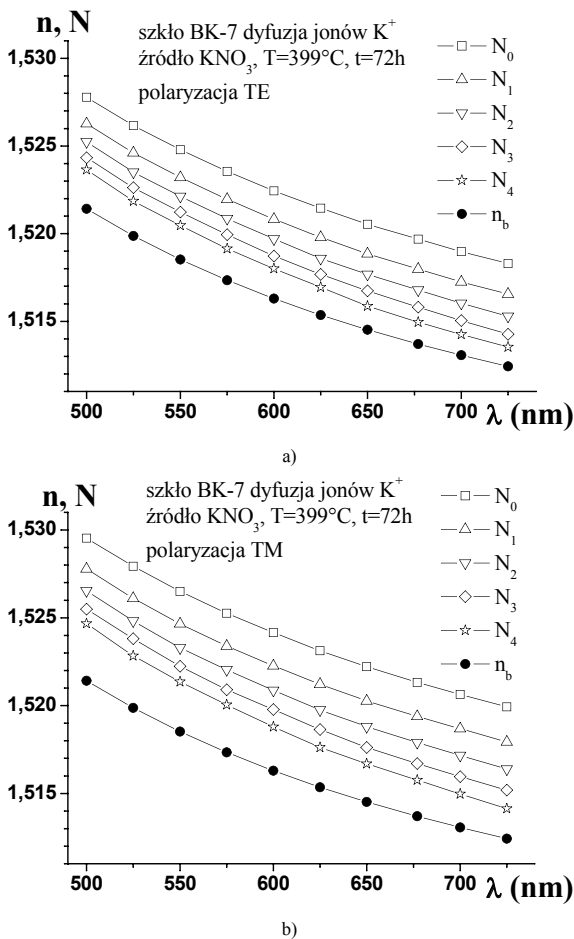 n, N
szkło BK-7 dyfuzja jonów K⁺
źródło KNO₃, T=399°C, t=72h
polaryzacja TE
N₀
N₁
N₂
N₃
N₄
n_b
1,530
1,525
1,520
1,515
500 550 600 650 700
λ (nm)
a)
n, N
szkło BK-7 dyfuzja jonów K⁺
źródło KNO₃, T=399°C, t=72h
polaryzacja TM
N₀
N₁
N₂
N₃
N₄
n_b
1,530
1,525
1,520
1,515
500 550 600 650 700
λ (nm)
b)